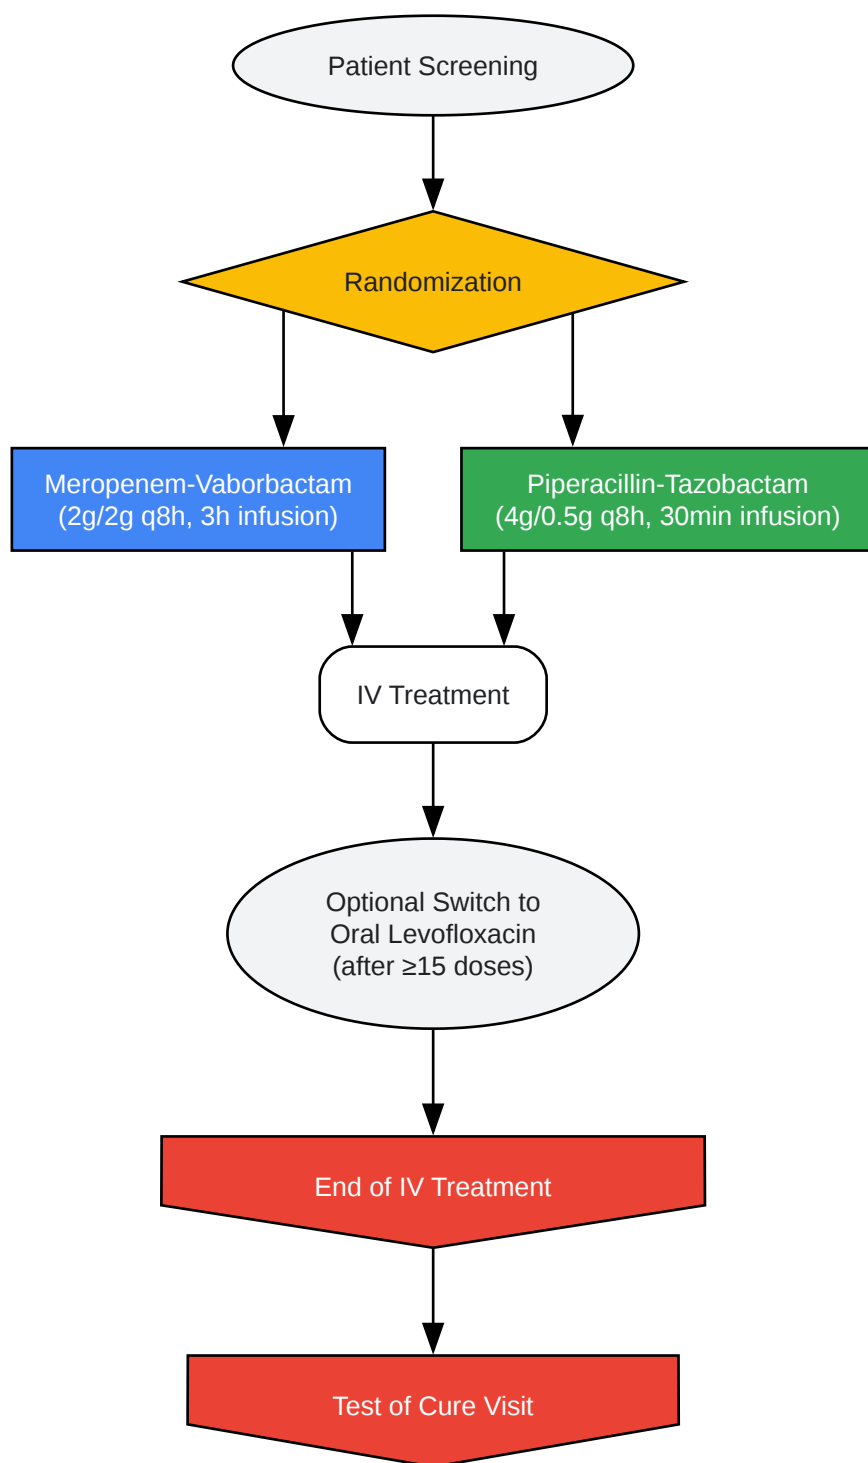 Patient Screening
Randomization
Meropenem-Vaborbactam
(2g/2g q8h, 3h infusion)
Piperacillin-Tazobactam
(4g/0.5g q8h, 30min infusion)
IV Treatment
Optional Switch to
Oral Levofloxacin
(after ≥15 doses)
End of IV Treatment
Test of Cure Visit